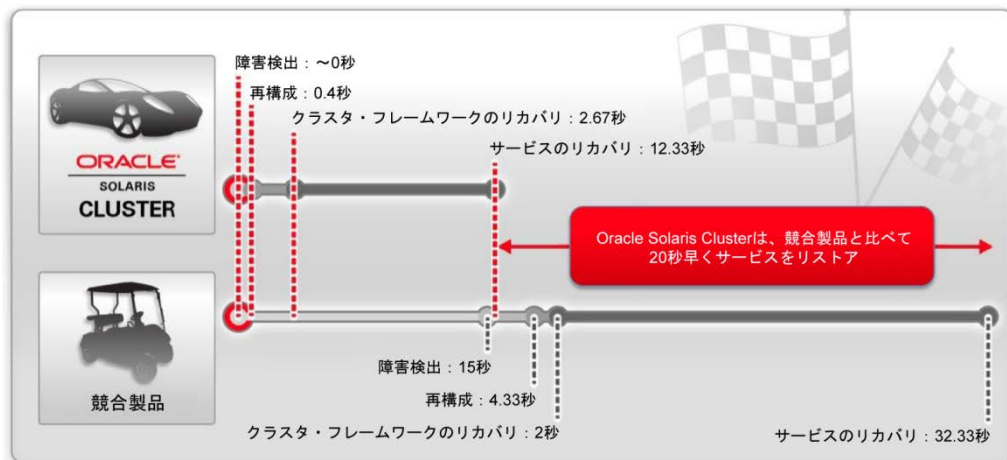 ORACLE
SOLARIS
CLUSTER
障害検出：～0秒
再構成：0.4秒
クラスタ・フレームワークのリカバリ：2.67秒
サービスのリカバリ：12.33秒
Oracle Solaris Clusterは、競合製品と比べて
20秒早くサービスをリストア
競合製品
障害検出：15秒
再構成：4.33秒
クラスタ・フレームワークのリカバリ：2秒
サービスのリカバリ：32.33秒